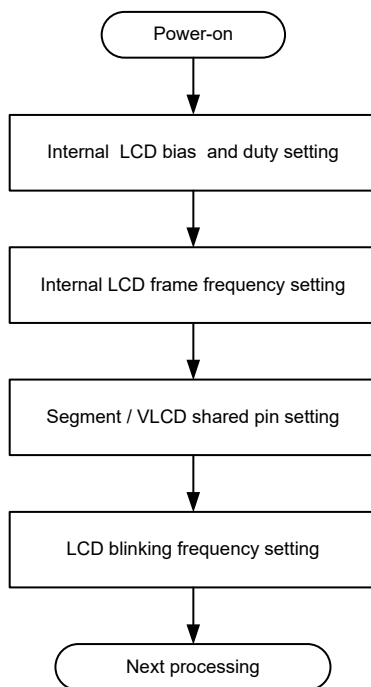 Power-on
Internal LCD bias and duty setting
Internal LCD frame frequency setting
Segment / VLCD shared pin setting
LCD blinking frequency setting
Next processing